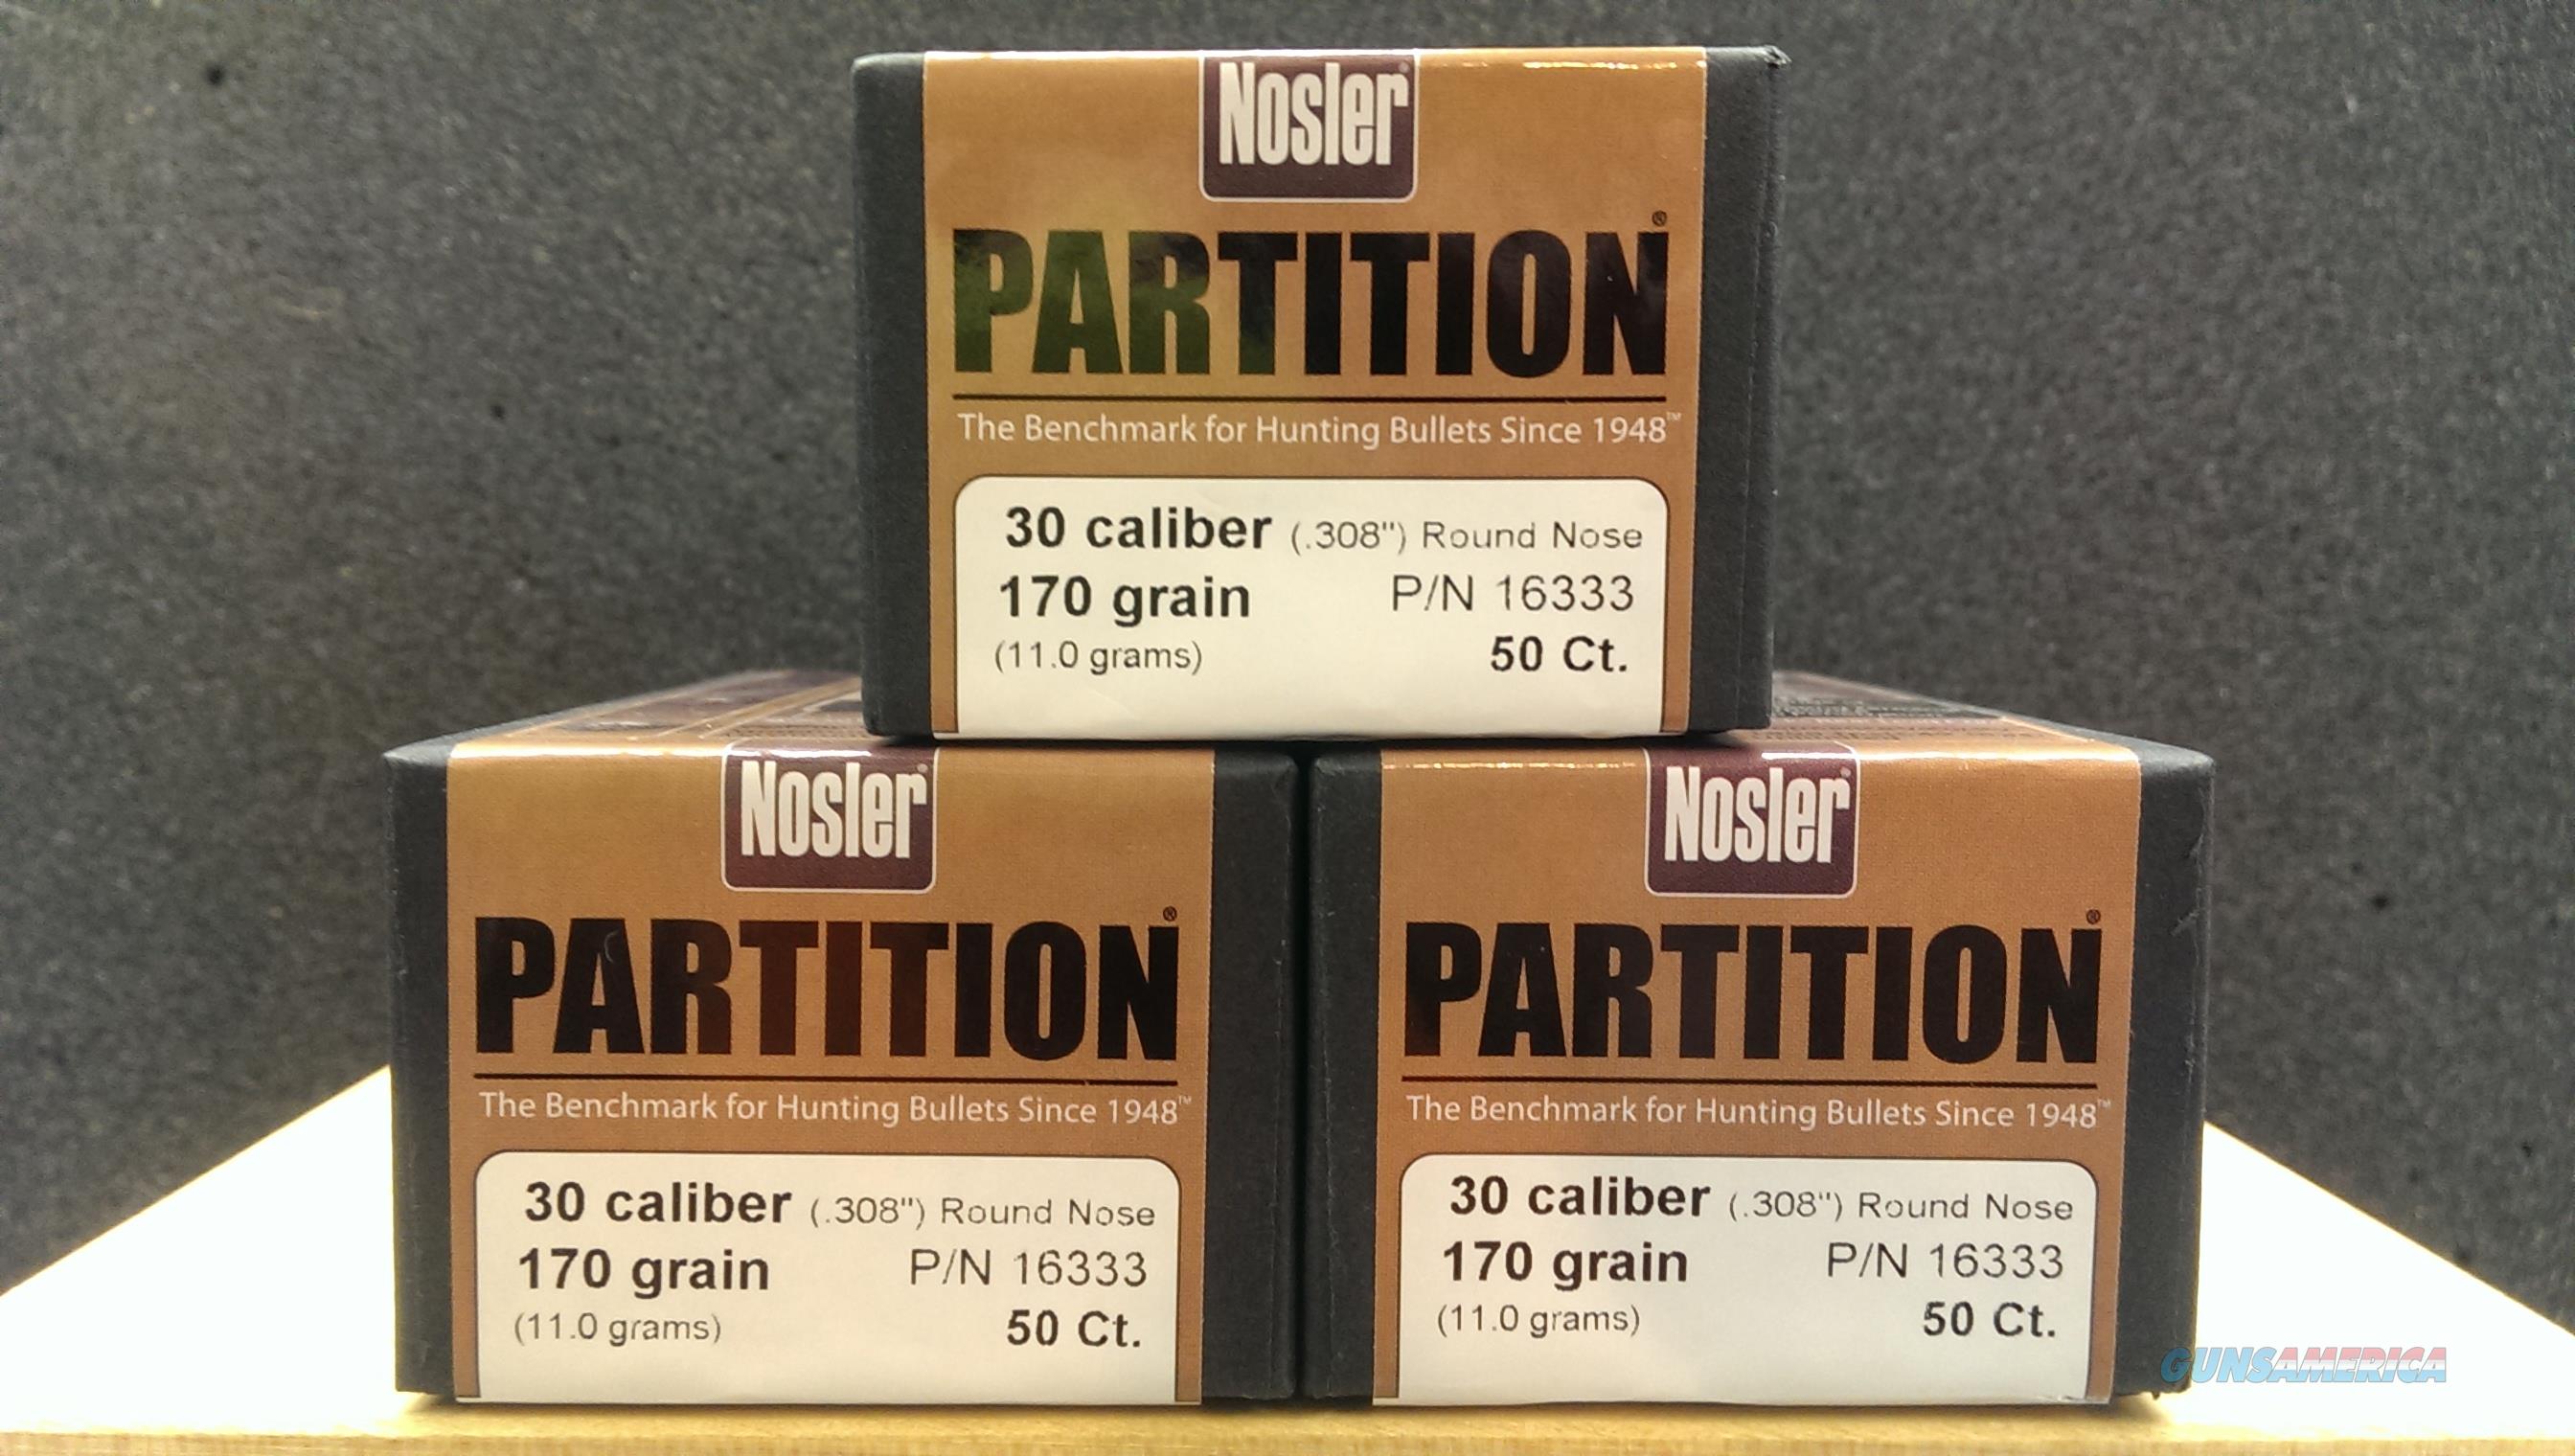 Nosler®
PARTITION®
The Benchmark for Hunting Bullets Since 1948™
30 caliber (.308") Round Nose
170 grain P/N 16333
(11.0 grams) 50 Ct.
Nosler®
PARTITION®
The Benchmark for Hunting Bullets Since 1948™
30 caliber (.308") Round Nose
170 grain P/N 16333
(11.0 grams) 50 Ct.
Nosler®
PARTITION®
The Benchmark for Hunting Bullets Since 1948™
30 caliber (.308") Round Nose
170 grain P/N 16333
(11.0 grams) 50 Ct.
GUNSAMERICA